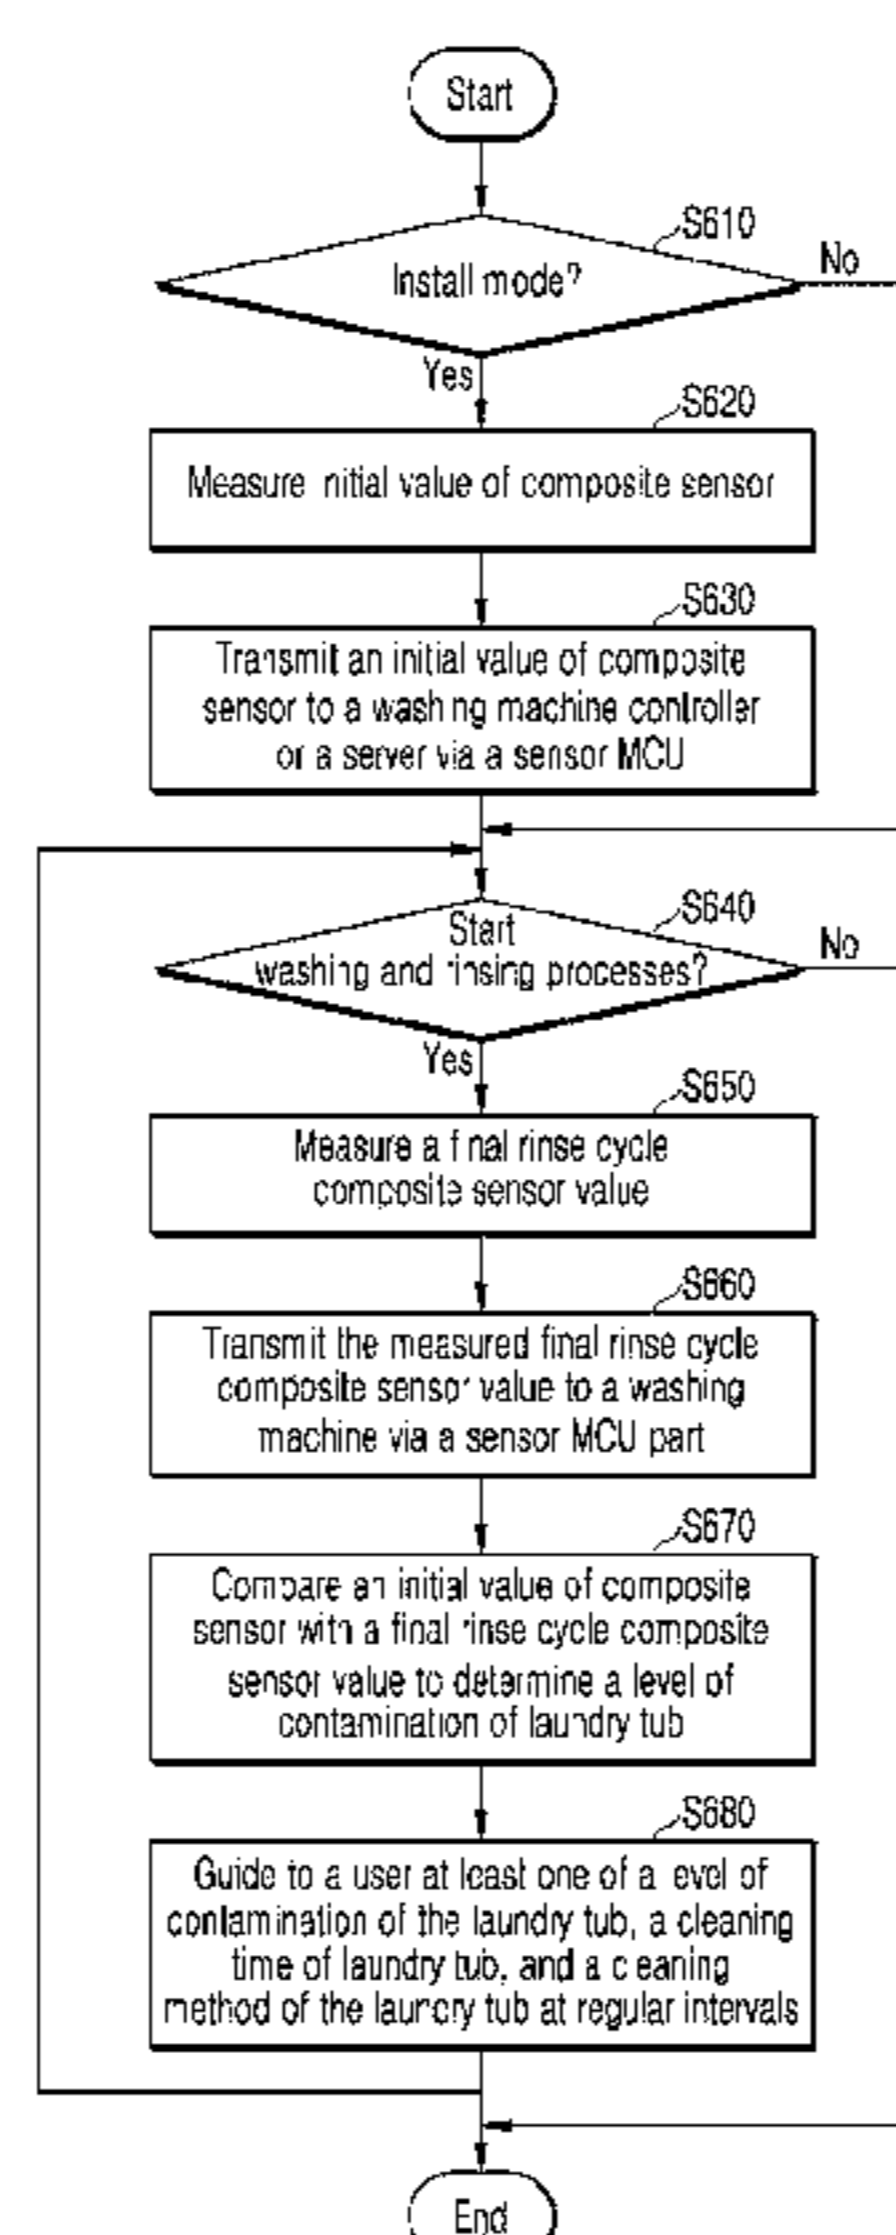 Start
S610
Install mode?
No
Yes
S620
Measure initial value of composite sensor
S630
Transmit an initial value of composite
sensor to a washing machine controller
or a server via a sensor MCU
S640
Start
washing and rinsing processes?
No
Yes
S650
Measure a final rinse cycle
composite sensor value
S660
Transmit the measured final rinse cycle
composite sensor value to a washing
machine via a sensor MCU part
S670
Compare an initial value of composite
sensor with a final rinse cycle composite
sensor value to determine a level of
contamination of laundry tub
S680
Guide to a user at least one of a level of
contamination of the laundry tub, a cleaning
time of laundry tub, and a cleaning
method of the laundry tub at regular intervals
End